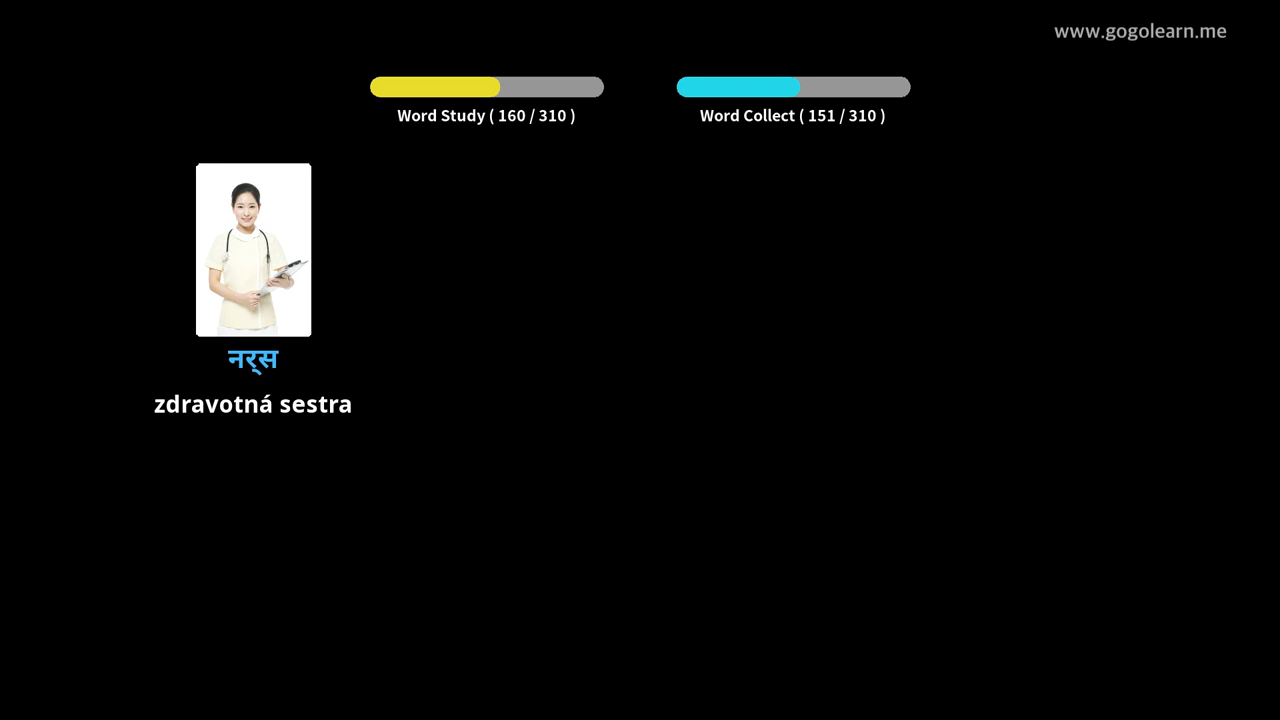 www.gogolearn.me
Word Study ( 160 / 310 )
Word Collect ( 151 / 310 )
नर्‌स
zdravotná sestra